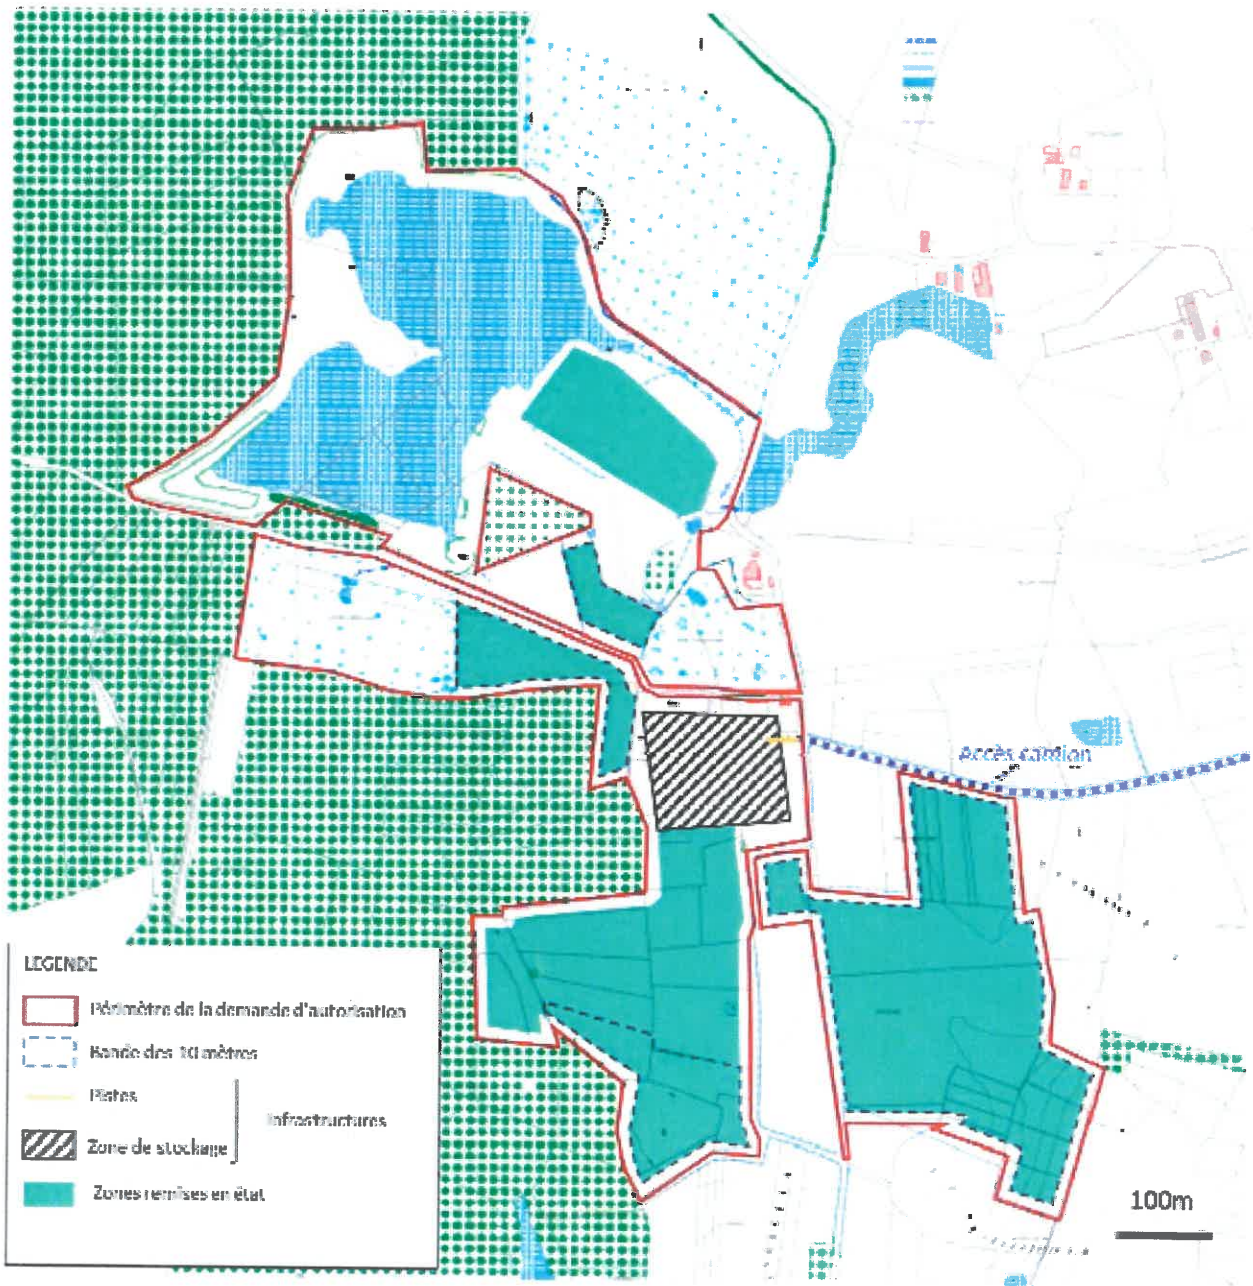 Accès camion
LEGENDE
Périmètre de la demande d'autorisation
Bande des 10 mètres
Pistes
Infrastructures
Zone de stockage
Zones remises en état
100m